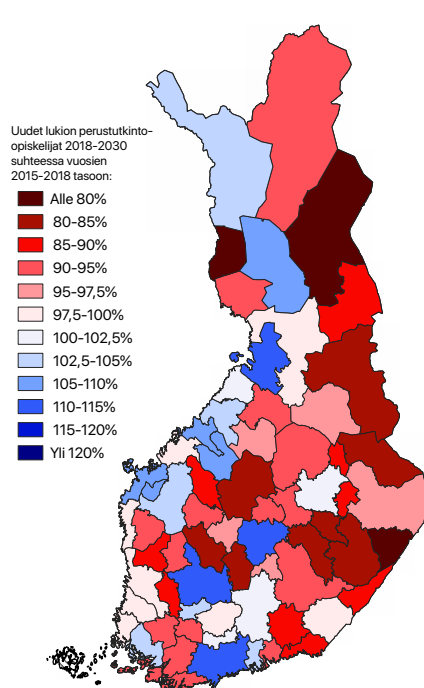 Uudet lukion perustutkinto-
opiskelijat 2018-2030
suhteessa vuosien
2015-2018 tasoon:
Alle 80%
80-85%
85-90%
90-95%
95-97,5%
97,5-100%
100-102,5%
102,5-105%
105-110%
110-115%
115-120%
Yli 120%